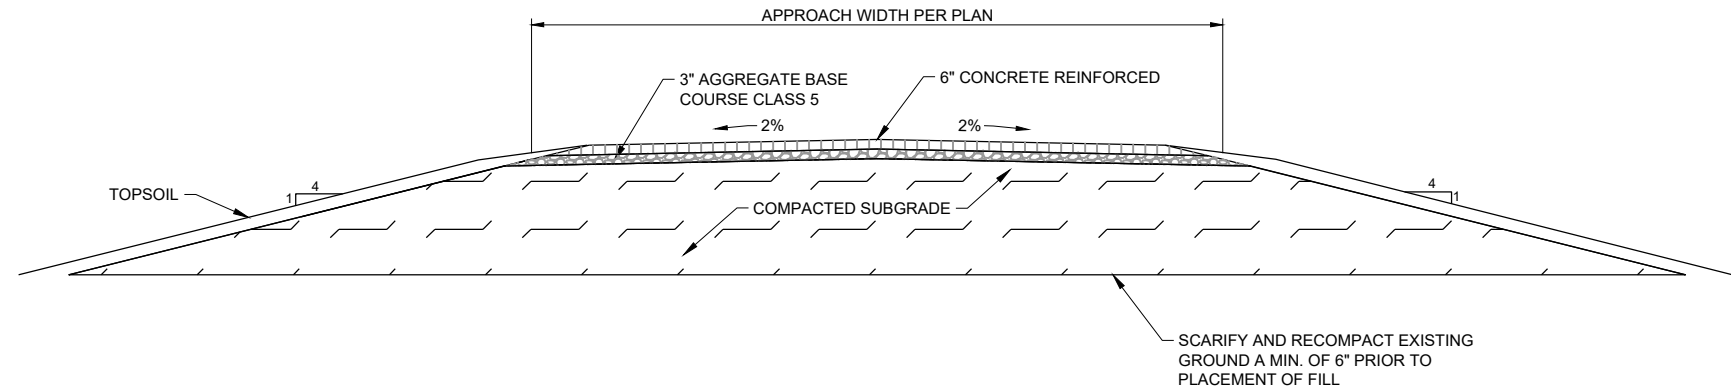 APPROACH WIDTH PER PLAN
3" AGGREGATE BASE
COURSE CLASS 5
6" CONCRETE REINFORCED
2%
2%
TOPSOIL
4
1
4
1
COMPACTED SUBGRADE
SCARIFY AND RECOMPACT EXISTING
GROUND A MIN. OF 6" PRIOR TO
PLACEMENT OF FILL